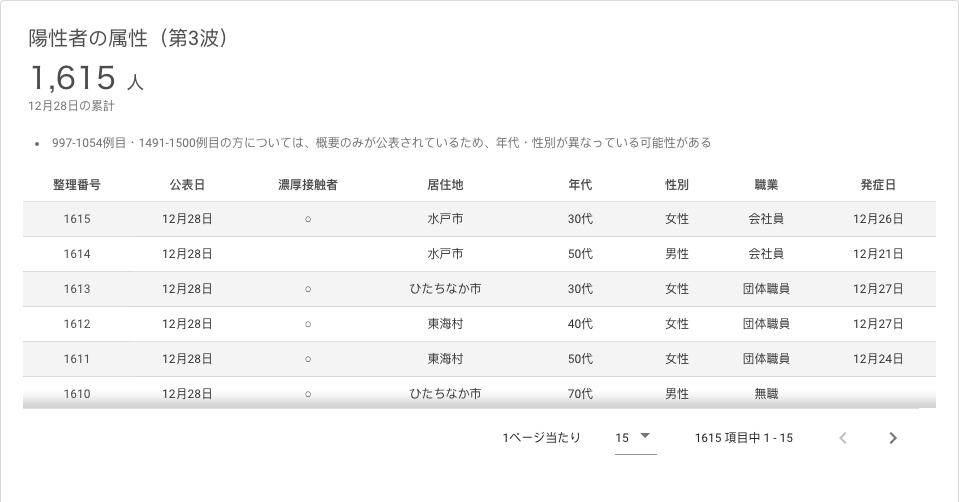 陽性者の属性（第3波）
1,615 人
12月28日の累計
• 997-1054例目・1491-1500例目の方については、概要のみが公表されているため、年代・性別が異なっている可能性がある
整理番号 公表日 濃厚接触者 居住地 年代 性別 職業 発症日
1615 12月28日 ○ 水戸市 30代 女性 会社員 12月26日
1614 12月28日 水戸市 50代 男性 会社員 12月21日
1613 12月28日 ○ ひたちなか市 30代 女性 団体職員 12月27日
1612 12月28日 ○ 東海村 40代 女性 団体職員 12月27日
1611 12月28日 ○ 東海村 50代 女性 団体職員 12月24日
1610 12月28日 ○ ひたちなか市 70代 男性 無職
1ページ当たり 15 1615 項目中 1 - 15